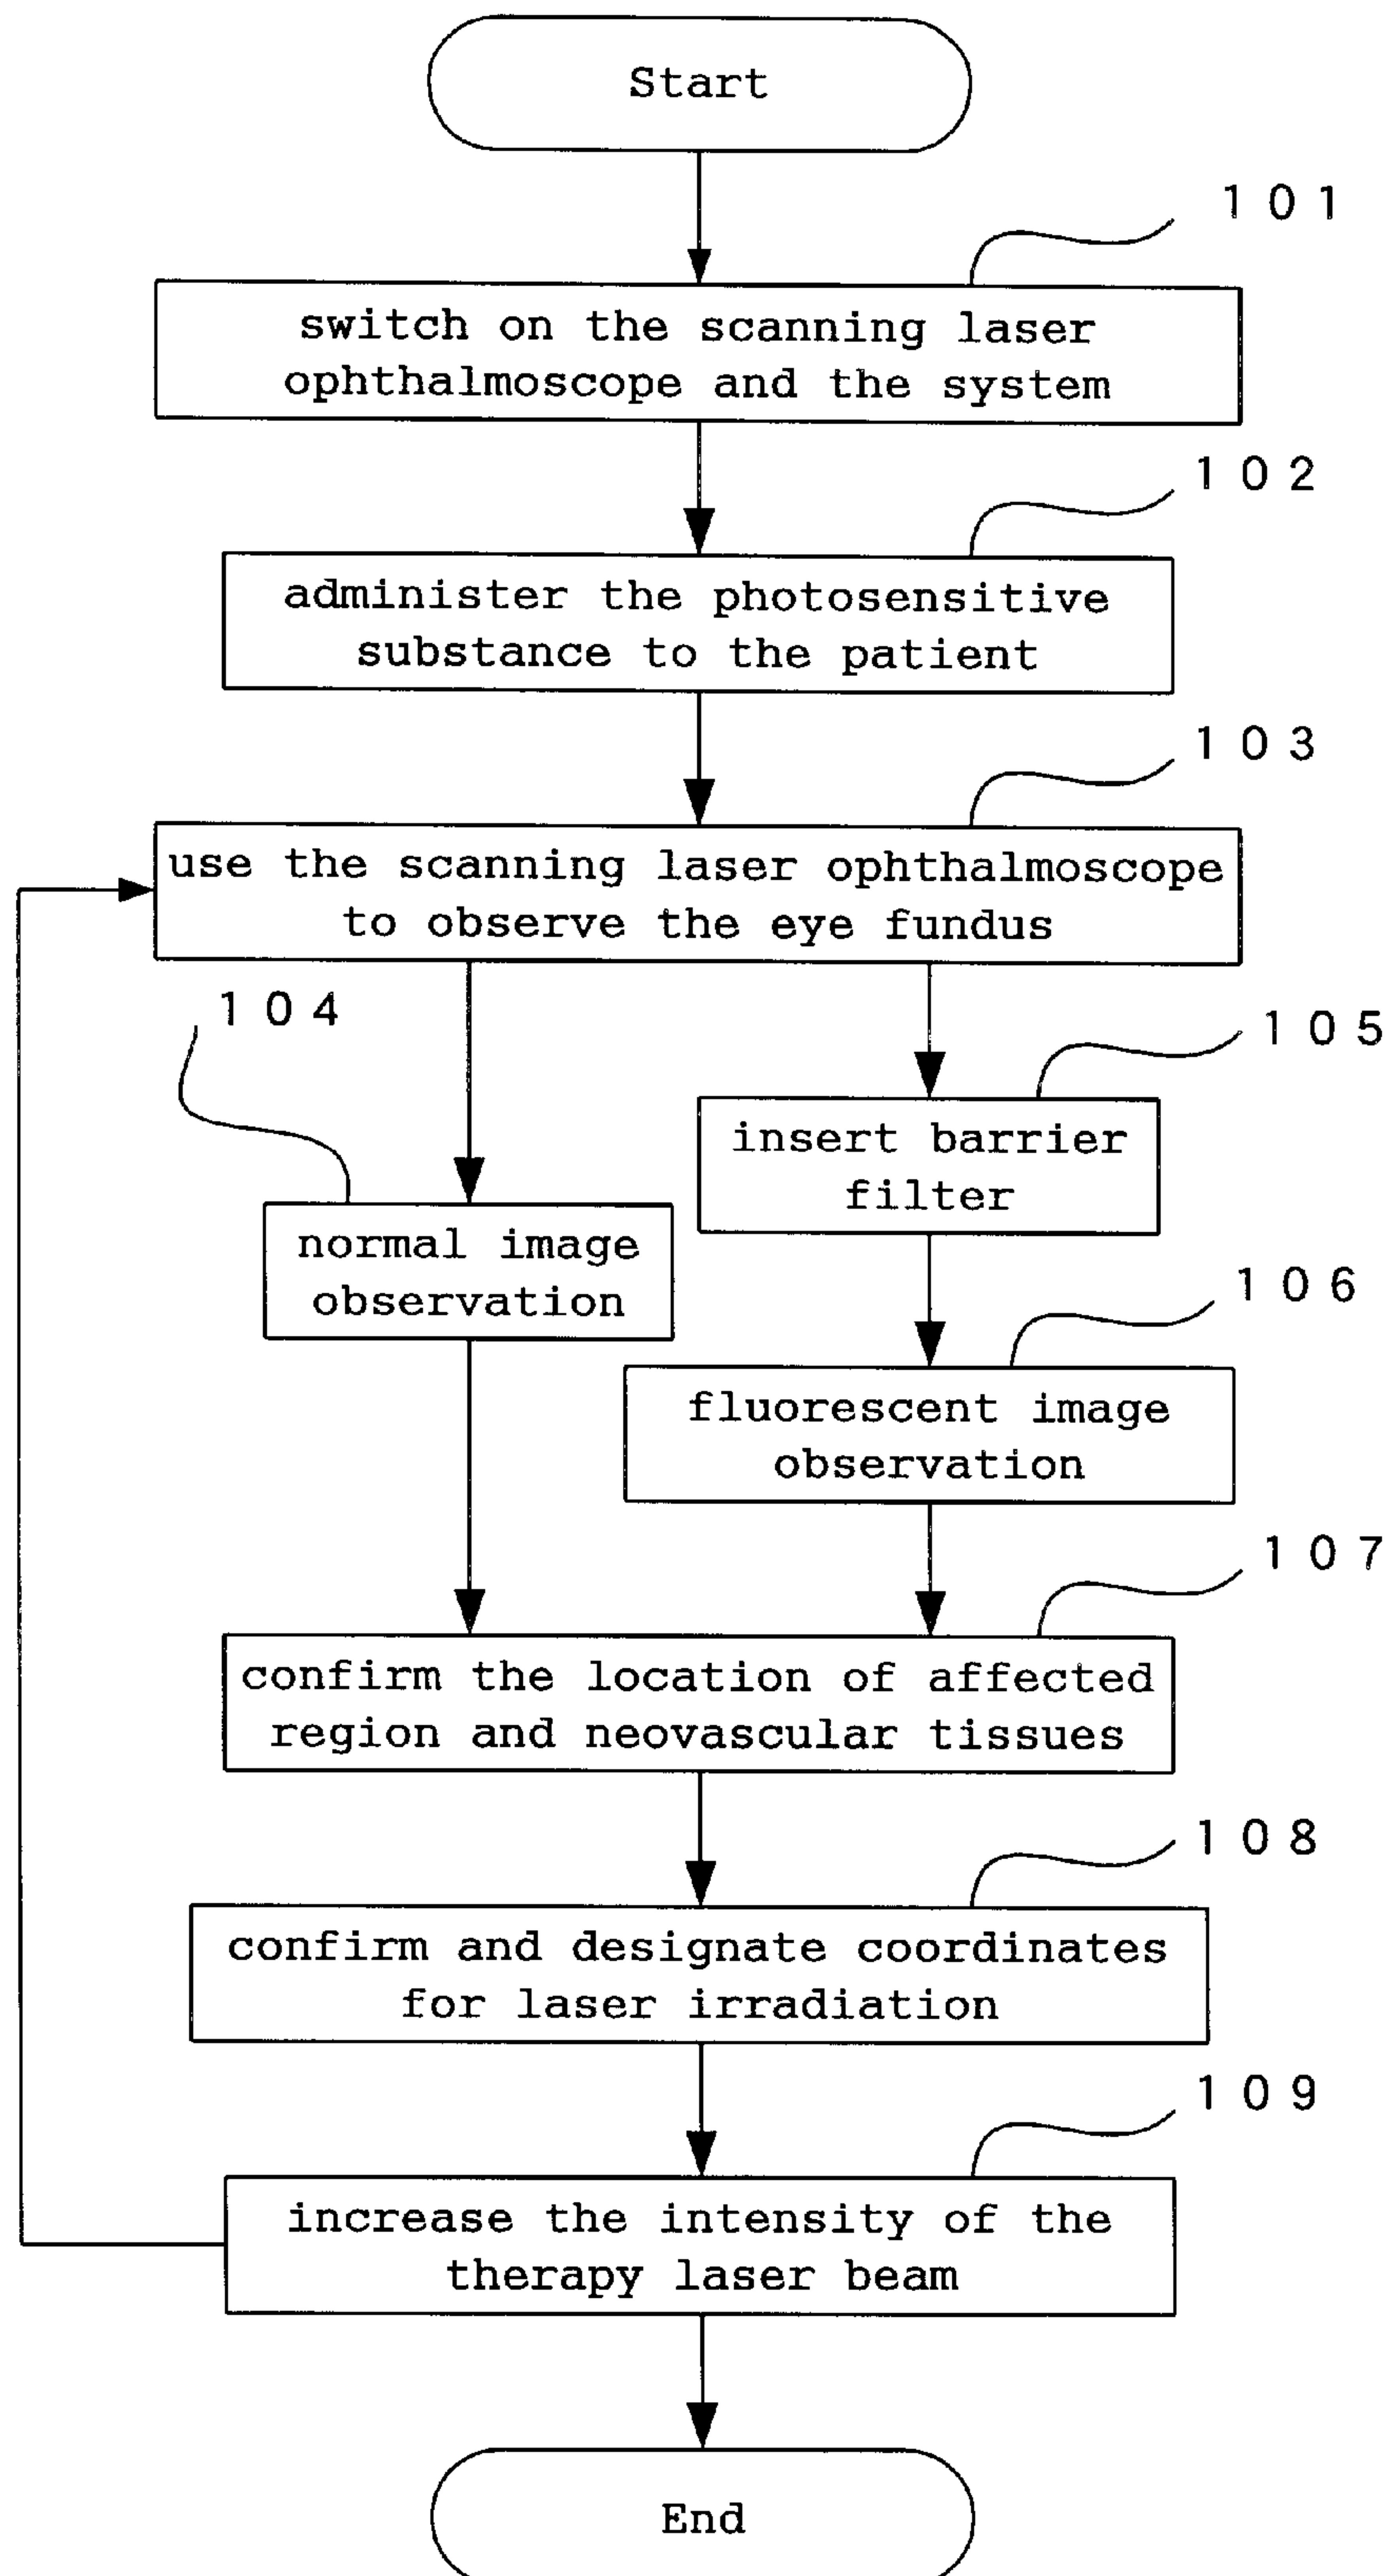 Start
101
switch on the scanning laser
ophthalmoscope and the system
102
administer the photosensitive
substance to the patient
103
use the scanning laser ophthalmoscope
to observe the eye fundus
104
normal image
observation
105
insert barrier
filter
106
fluorescent image
observation
107
confirm the location of affected
region and neovascular tissues
108
confirm and designate coordinates
for laser irradiation
109
increase the intensity of the
therapy laser beam
End